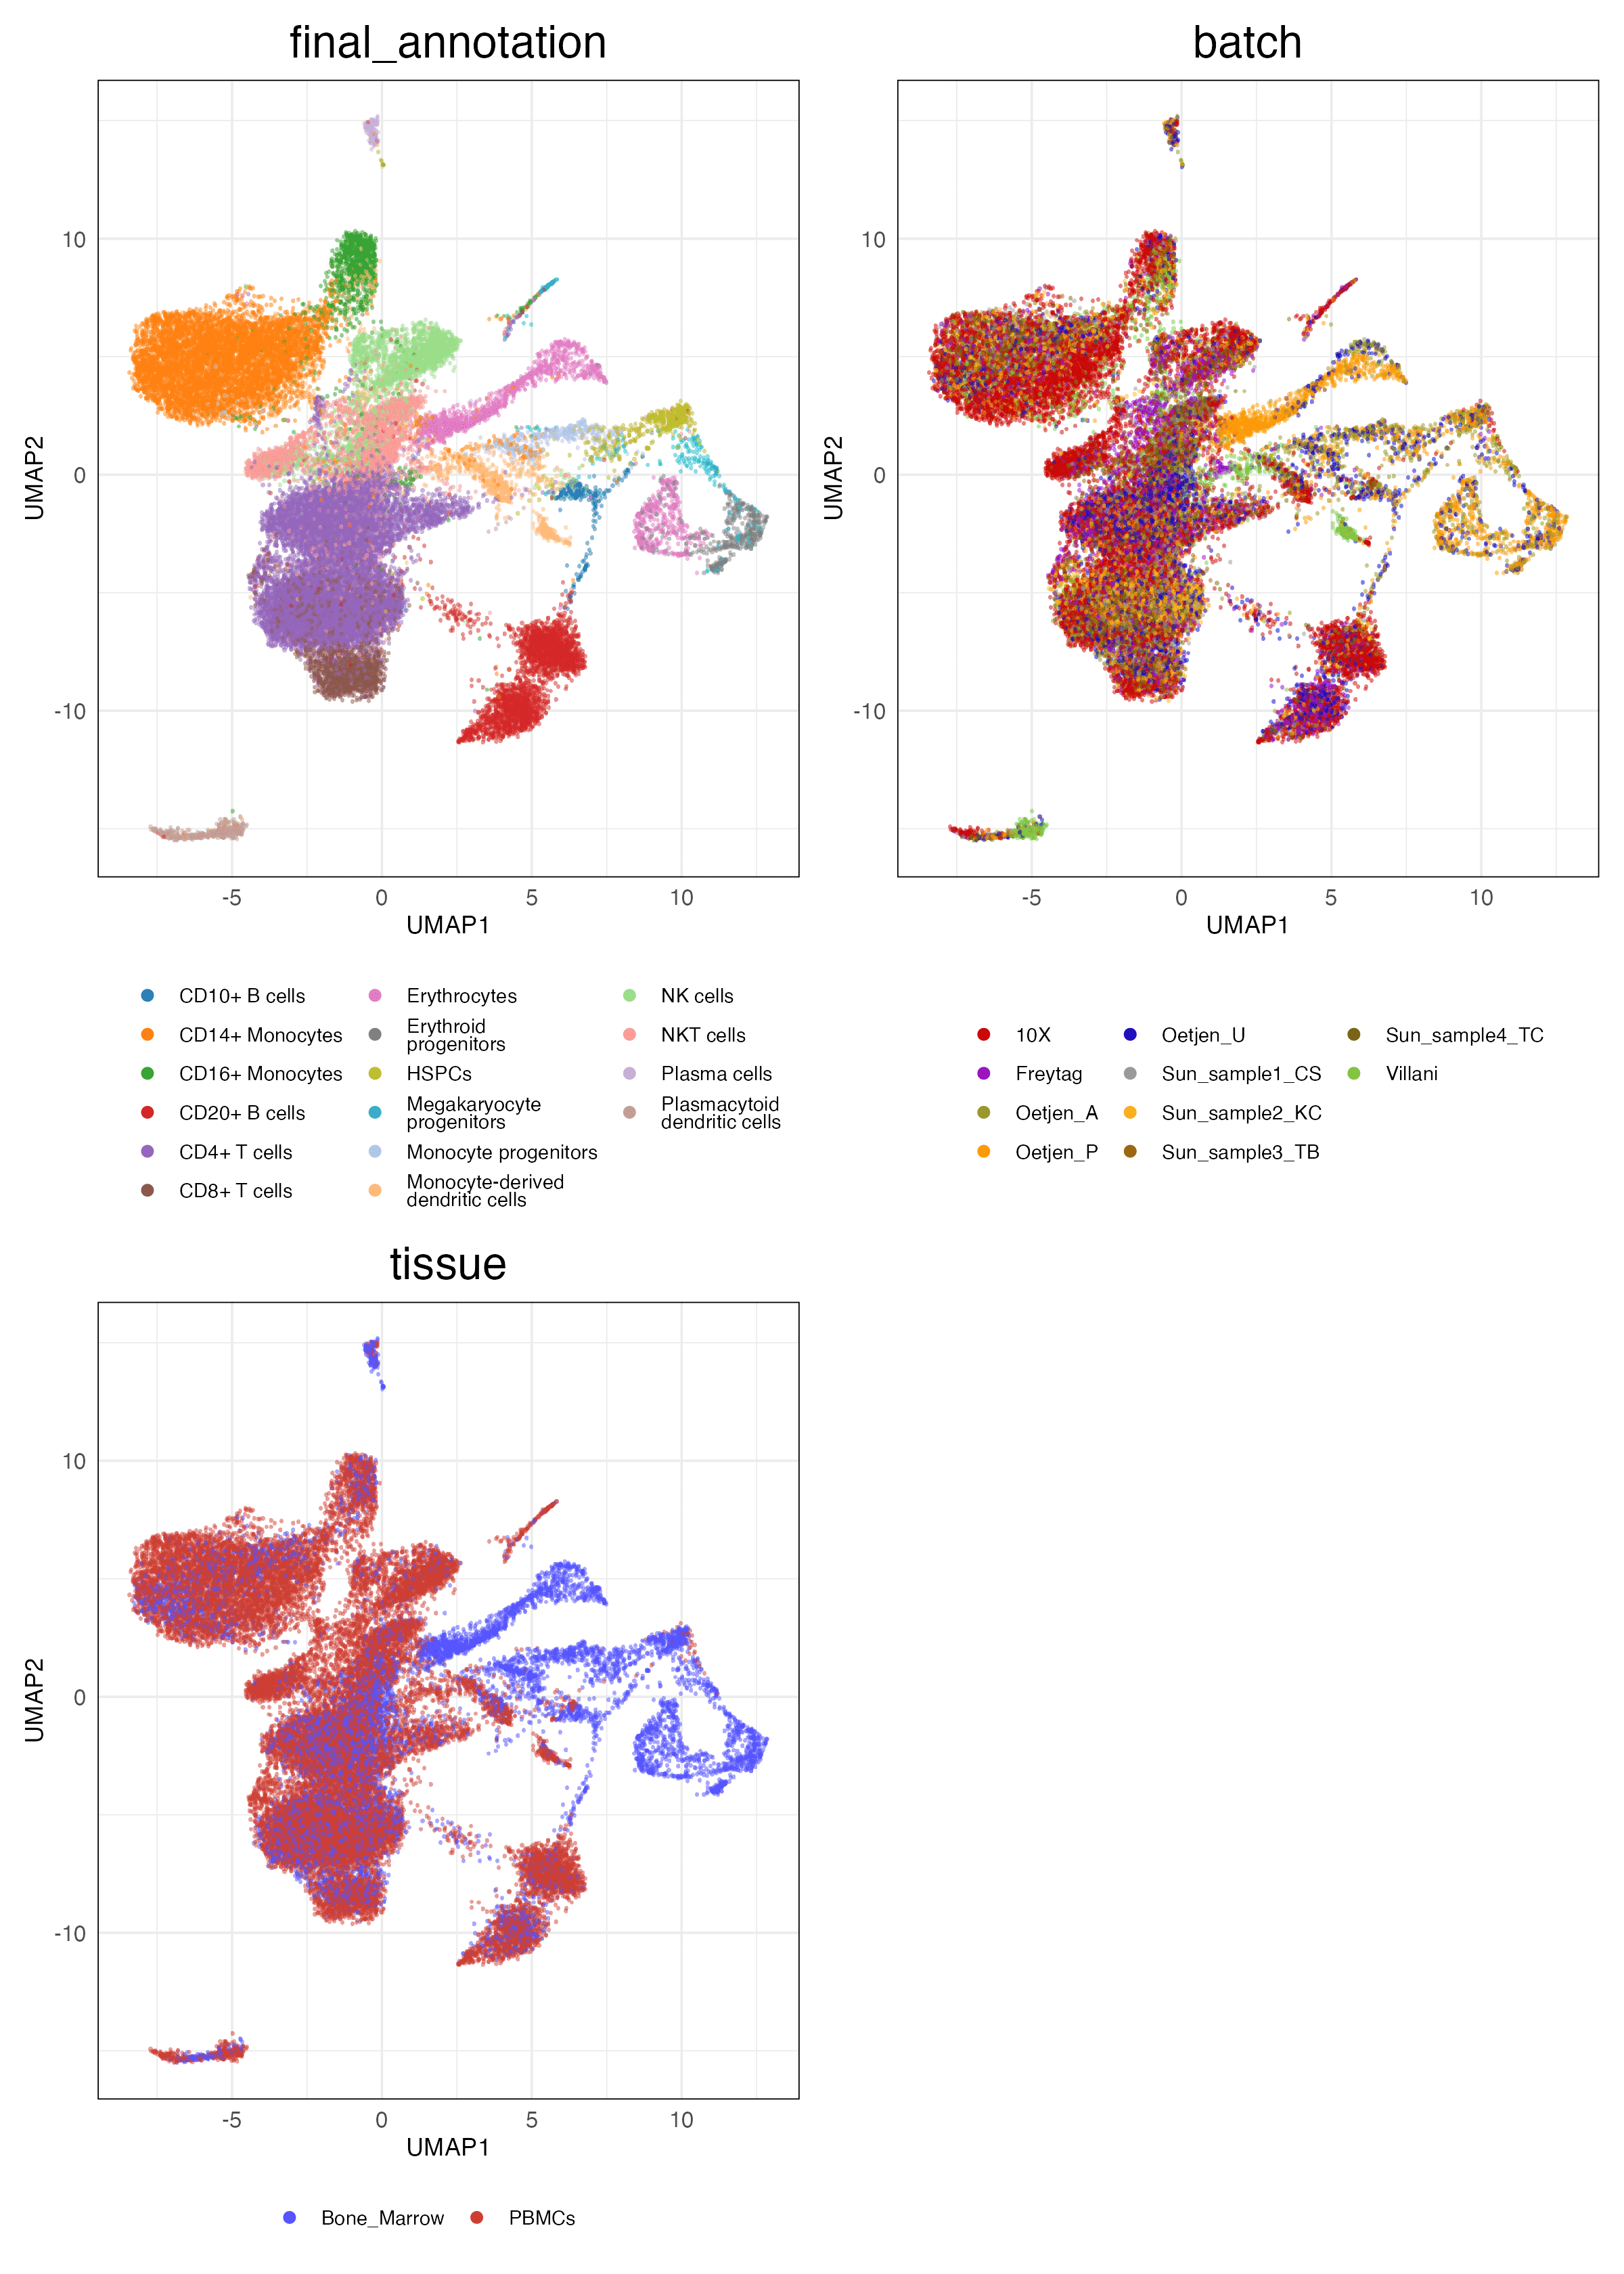 final_annotation
batch
10
0
-10
UMAP2
-5 0 5 10
UMAP1
10
0
-10
UMAP2
-5 0 5 10
UMAP1
CD10+ B cells
CD14+ Monocytes
CD16+ Monocytes
CD20+ B cells
CD4+ T cells
CD8+ T cells
Erythrocytes
Erythroid
progenitors
HSPCs
Megakaryocyte
progenitors
Monocyte progenitors
Monocyte-derived
dendritic cells
NK cells
NKT cells
Plasma cells
Plasmacytoid
dendritic cells
10X
Freytag
Oetjen_A
Oetjen_P
Oetjen_U
Sun_sample1_CS
Sun_sample2_KC
Sun_sample3_TB
Sun_sample4_TC
Villani
tissue
10
0
-10
UMAP2
-5 0 5 10
UMAP1
Bone_Marrow
PBMCs